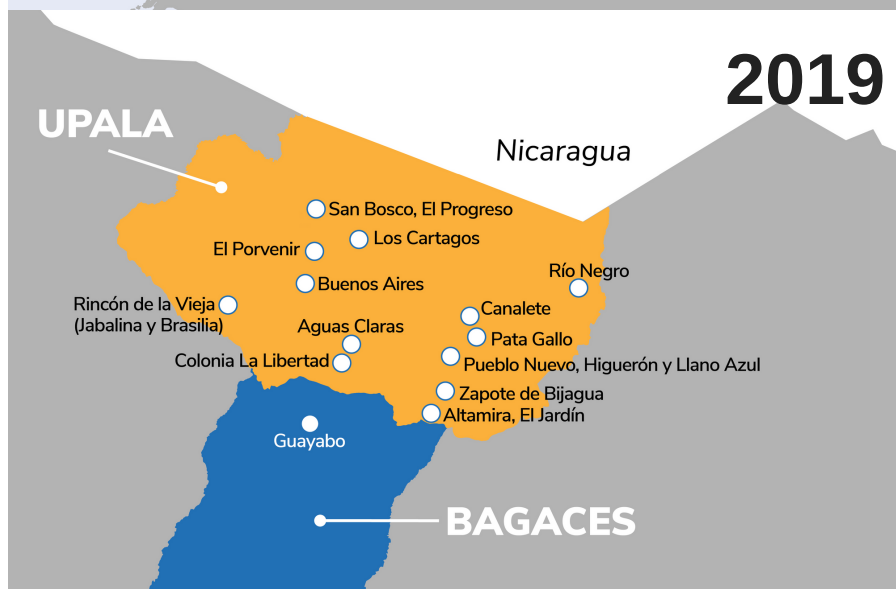 2019
UPALA
Nicaragua
San Bosco, El Progreso
Los Cartagos
El Porvenir
Río Negro
Buenos Aires
Rincón de la Vieja
(Jabalina y Brasilia)
Canalete
Aguas Claras
Pata Gallo
Colonia La Libertad
Pueblo Nuevo, Higuerón y Llano Azul
Zapote de Bijagua
Altamira, El Jardín
Guayabo
BAGACES